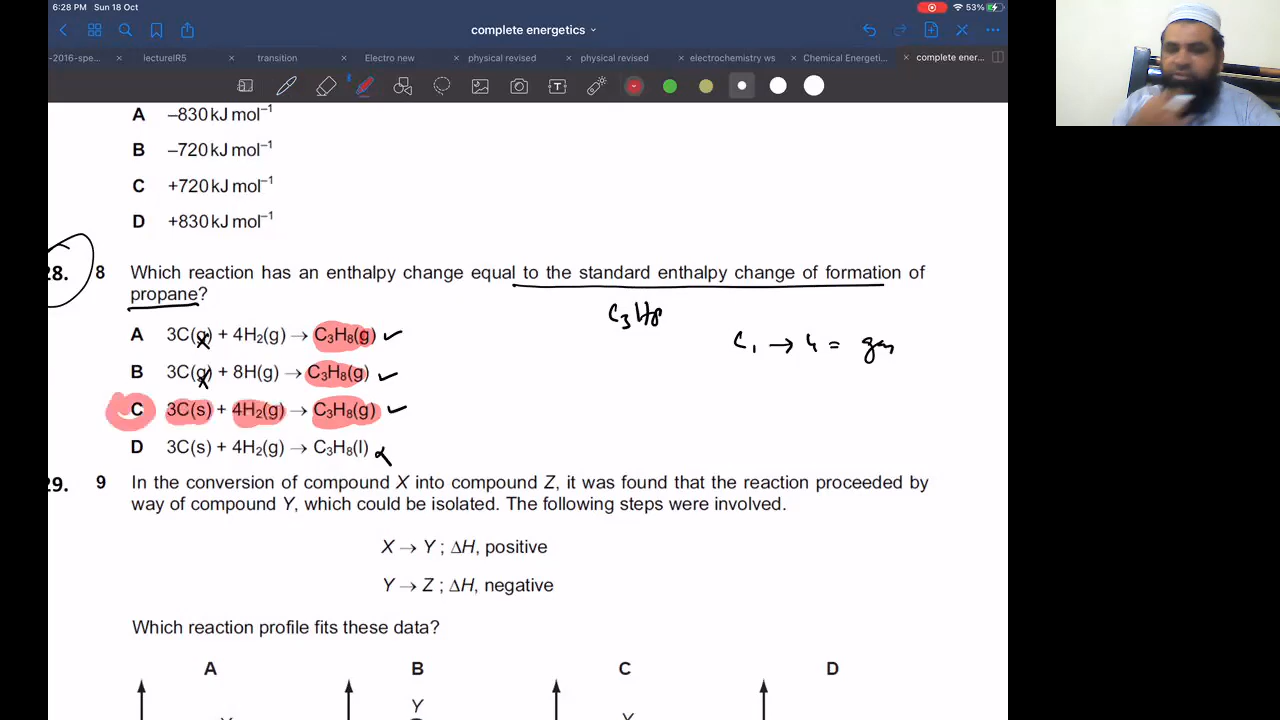 6:28 PM Sun 18 Oct
53%
complete energetics
-2016-spe...
lectureIR5
transition
Electro new
physical revised
physical revised
electrochemistry ws
Chemical Energeti...
complete ener...
A –830 kJ mol⁻¹
B –720 kJ mol⁻¹
C +720 kJ mol⁻¹
D +830 kJ mol⁻¹
28. 8 Which reaction has an enthalpy change equal to the standard enthalpy change of formation of
propane?
C₃H₈
A 3C(g) + 4H₂(g) → C₃H₈(g)
C₁ → 4 = gas
B 3C(g) + 8H(g) → C₃H₈(g)
C 3C(s) + 4H₂(g) → C₃H₈(g)
D 3C(s) + 4H₂(g) → C₃H₈(l)
29. 9 In the conversion of compound X into compound Z, it was found that the reaction proceeded by
way of compound Y, which could be isolated. The following steps were involved.
X → Y ; ΔH, positive
Y → Z ; ΔH, negative
Which reaction profile fits these data?
A B C D
Y